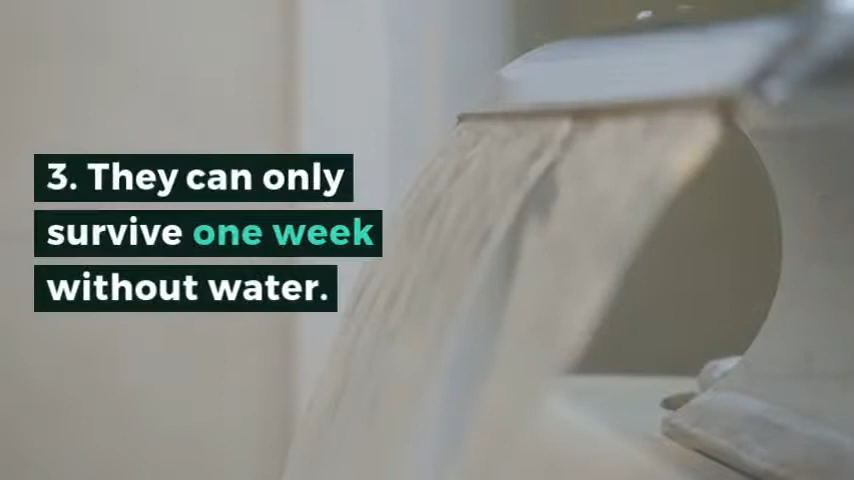 3. They can only
survive one week
without water.